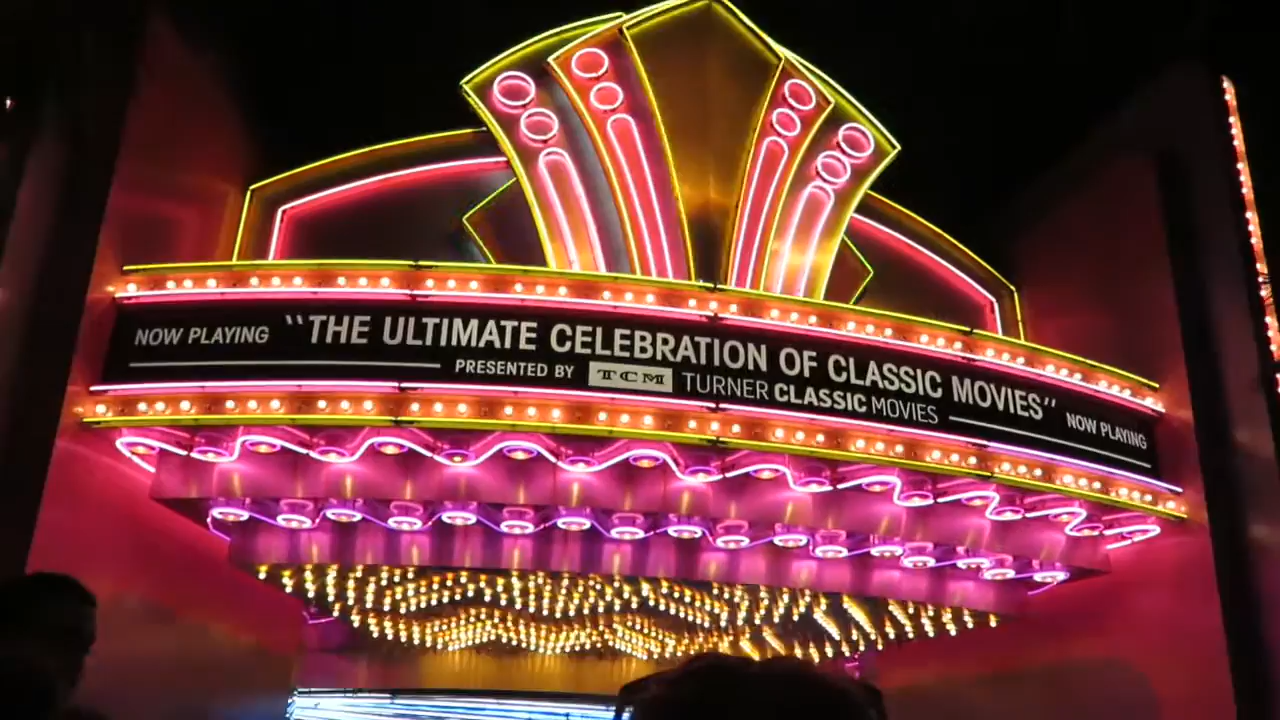 NOW PLAYING "THE ULTIMATE CELEBRATION OF CLASSIC MOVIES" NOW PLAYING
PRESENTED BY TCM TURNER CLASSIC MOVIES